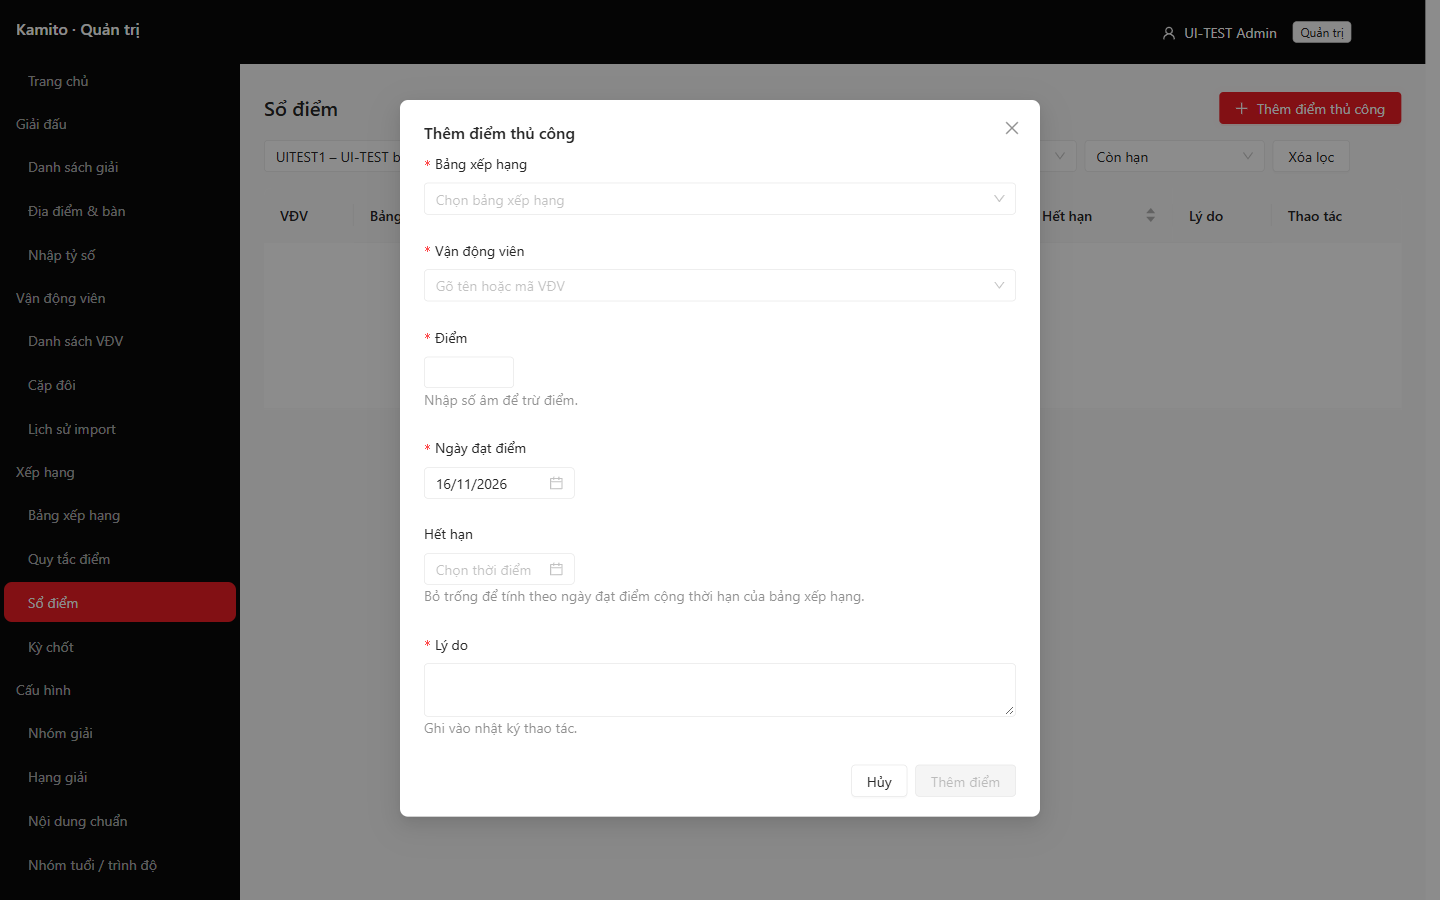 Kamito · Quản trị
UI-TEST Admin
Quản trị
Trang chủ
Giải đấu
Danh sách giải
Địa điểm & bàn
Nhập tỷ số
Vận động viên
Danh sách VĐV
Cặp đôi
Lịch sử import
Xếp hạng
Bảng xếp hạng
Quy tắc điểm
Sổ điểm
Kỳ chốt
Cấu hình
Nhóm giải
Hạng giải
Nội dung chuẩn
Nhóm tuổi / trình độ
Sổ điểm
Thêm điểm thủ công
UITEST1 – UI-TEST b
Còn hạn
Xóa lọc
VĐV
Bảng
Hết hạn
Lý do
Thao tác
Thêm điểm thủ công
* Bảng xếp hạng
Chọn bảng xếp hạng
* Vận động viên
Gõ tên hoặc mã VĐV
* Điểm
Nhập số âm để trừ điểm.
* Ngày đạt điểm
16/11/2026
Hết hạn
Chọn thời điểm
Bỏ trống để tính theo ngày đạt điểm cộng thời hạn của bảng xếp hạng.
* Lý do
Ghi vào nhật ký thao tác.
Hủy
Thêm điểm